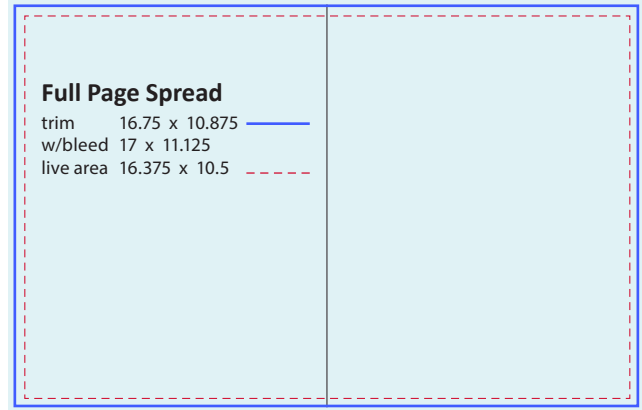 Full Page Spread
trim 16.75 x 10.875
w/bleed 17 x 11.125
live area 16.375 x 10.5